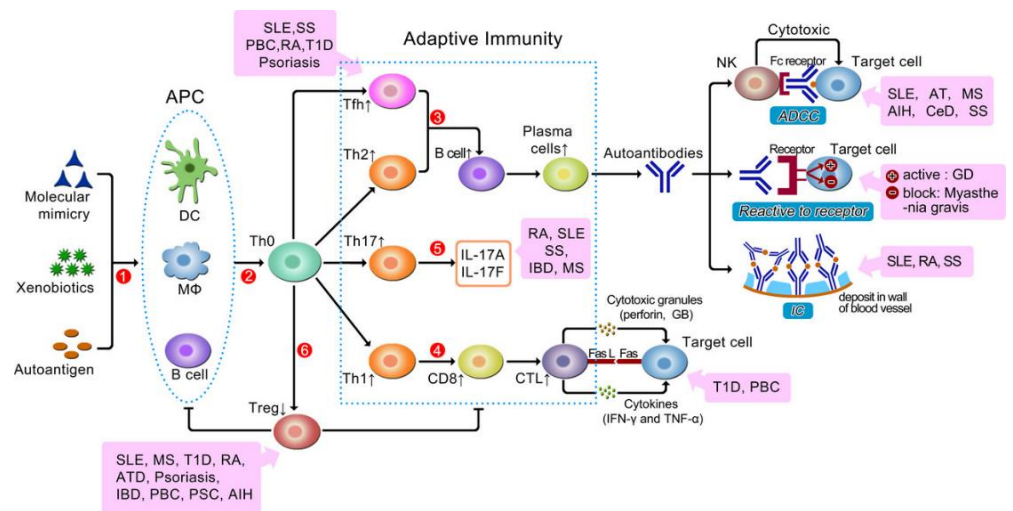 SLE,SS
PBC,RA,T1D
Psoriasis
Adaptive Immunity
APC
Molecular
mimicry
Xenobiotics
Autoantigen
1
DC
MΦ
B cell
2
Th0
Tfh↑
Th2↑
3
B cell↑
Plasma
cells↑
Autoantibodies
Th17↑
5
IL-17A
IL-17F
RA, SLE
SS,
IBD, MS
6
Th1↑
4
CD8↑
CTL↑
Cytotoxic granules
(perforin, GB)
Fas L
Fas
Target cell
Cytokines
(IFN-γ and TNF-α)
T1D, PBC
Treg↓
SLE, MS, T1D, RA,
ATD, Psoriasis,
IBD, PBC, PSC, AIH
Cytotoxic
NK
Fc receptor
Target cell
ADCC
SLE, AT, MS
AIH, CeD, SS
Receptor
Target cell
+
−
Reactive to receptor
+ active : GD
− block: Myasthe
-nia gravis
IC
deposit in wall
of blood vessel
SLE, RA, SS